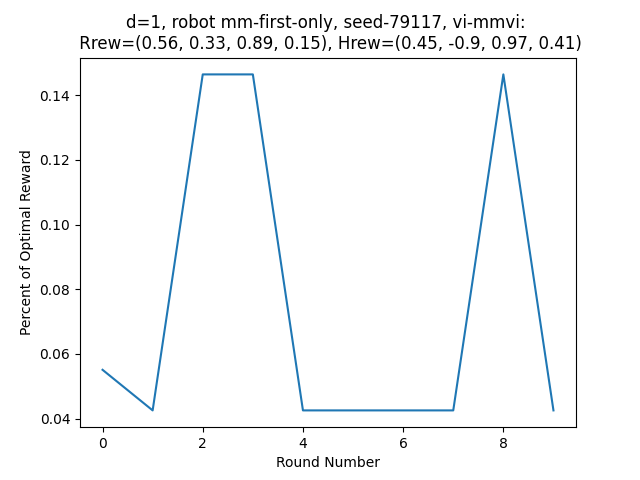 d=1, robot mm-first-only, seed-79117, vi-mmvi:
Rrew=(0.56, 0.33, 0.89, 0.15), Hrew=(0.45, -0.9, 0.97, 0.41)
0.14
0.12
0.10
0.08
0.06
0.04
Percent of Optimal Reward
0 2 4 6 8
Round Number